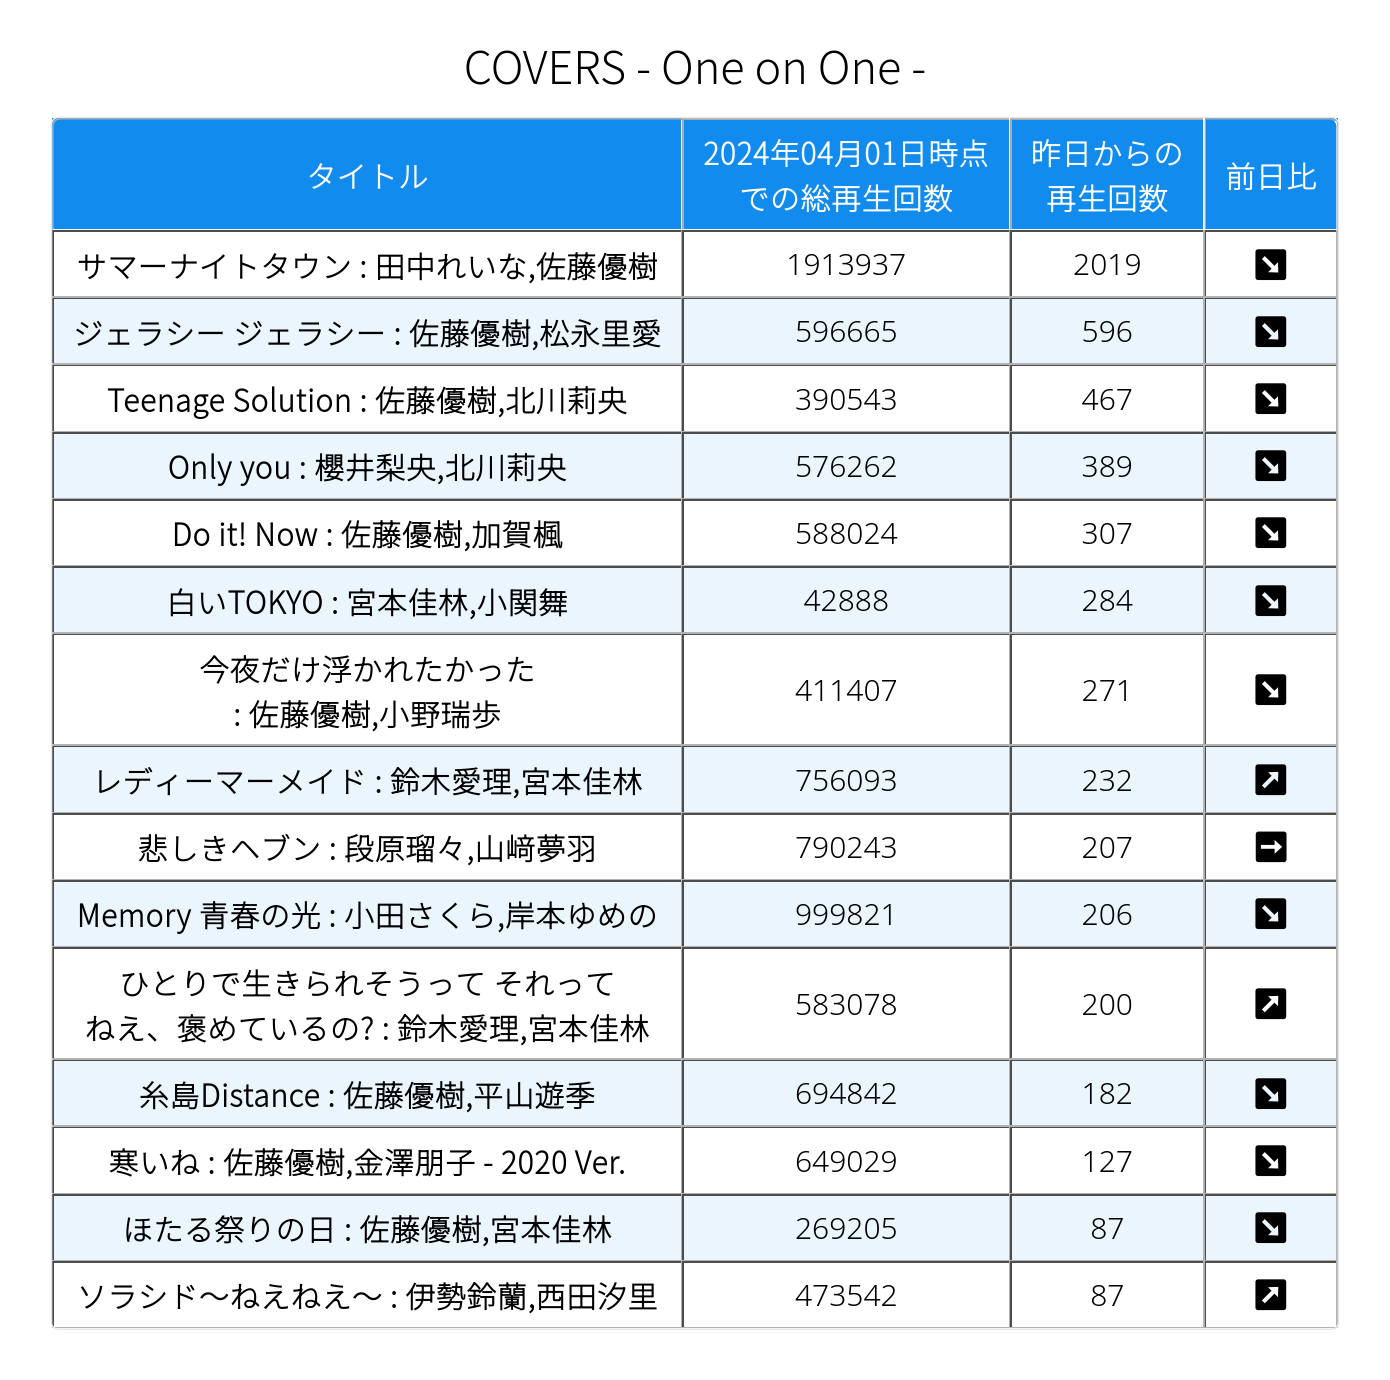 COVERS - One on One -
タイトル
2024年04月01日時点
での総再生回数
昨日からの
再生回数
前日比
サマーナイトタウン : 田中れいな,佐藤優樹 1913937 2019 ↘
ジェラシー ジェラシー : 佐藤優樹,松永里愛 596665 596 ↘
Teenage Solution : 佐藤優樹,北川莉央 390543 467 ↘
Only you : 櫻井梨央,北川莉央 576262 389 ↘
Do it! Now : 佐藤優樹,加賀楓 588024 307 ↘
白いTOKYO : 宮本佳林,小関舞 42888 284 ↘
今夜だけ浮かれたかった
: 佐藤優樹,小野瑞歩 411407 271 ↘
レディーマーメイド : 鈴木愛理,宮本佳林 756093 232 ↗
悲しきヘブン : 段原瑠々,山﨑夢羽 790243 207 →
Memory 青春の光 : 小田さくら,岸本ゆめの 999821 206 ↘
ひとりで生きられそうって それって
ねえ、褒めているの? : 鈴木愛理,宮本佳林 583078 200 ↗
糸島Distance : 佐藤優樹,平山遊季 694842 182 ↘
寒いね : 佐藤優樹,金澤朋子 - 2020 Ver. 649029 127 ↘
ほたる祭りの日 : 佐藤優樹,宮本佳林 269205 87 ↘
ソラシド〜ねえねえ〜 : 伊勢鈴蘭,西田汐里 473542 87 ↗